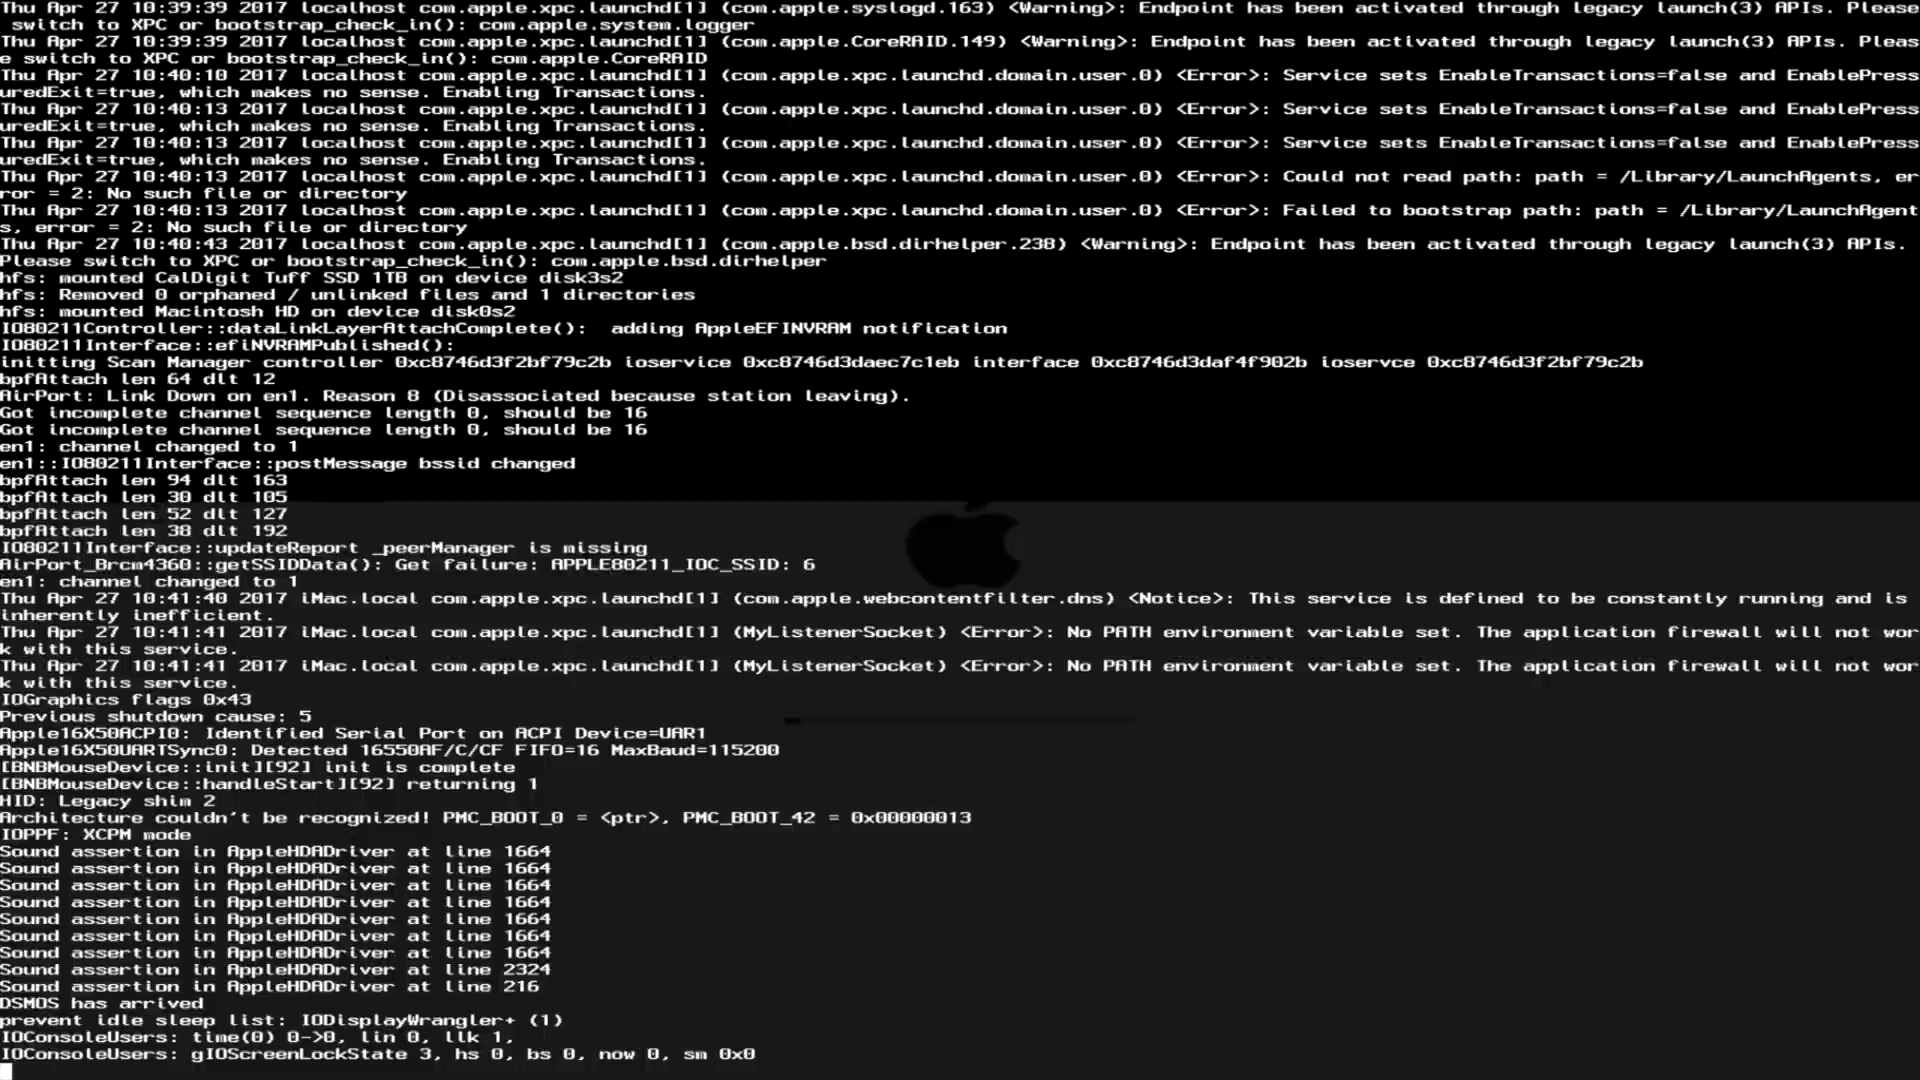 Thu Apr 27 10:39:39 2017 localhost com.apple.xpc.launchd[1] (com.apple.syslogd.163) <Warning>: Endpoint has been activated through legacy launch(3) APIs. Please
 switch to XPC or bootstrap_check_in(): com.apple.system.logger
Thu Apr 27 10:39:39 2017 localhost com.apple.xpc.launchd[1] (com.apple.CoreRAID.149) <Warning>: Endpoint has been activated through legacy launch(3) APIs. Pleas
e switch to XPC or bootstrap_check_in(): com.apple.CoreRAID
Thu Apr 27 10:40:10 2017 localhost com.apple.xpc.launchd[1] (com.apple.xpc.launchd.domain.user.0) <Error>: Service sets EnableTransactions=false and EnablePress
uredExit=true, which makes no sense. Enabling Transactions.
Thu Apr 27 10:40:13 2017 localhost com.apple.xpc.launchd[1] (com.apple.xpc.launchd.domain.user.0) <Error>: Service sets EnableTransactions=false and EnablePress
uredExit=true, which makes no sense. Enabling Transactions.
Thu Apr 27 10:40:13 2017 localhost com.apple.xpc.launchd[1] (com.apple.xpc.launchd.domain.user.0) <Error>: Service sets EnableTransactions=false and EnablePress
uredExit=true, which makes no sense. Enabling Transactions.
Thu Apr 27 10:40:13 2017 localhost com.apple.xpc.launchd[1] (com.apple.xpc.launchd.domain.user.0) <Error>: Could not read path: path = /Library/LaunchAgents, er
ror = 2: No such file or directory
Thu Apr 27 10:40:13 2017 localhost com.apple.xpc.launchd[1] (com.apple.xpc.launchd.domain.user.0) <Error>: Failed to bootstrap path: path = /Library/LaunchAgent
s, error = 2: No such file or directory
Thu Apr 27 10:40:43 2017 localhost com.apple.xpc.launchd[1] (com.apple.bsd.dirhelper.238) <Warning>: Endpoint has been activated through legacy launch(3) APIs.
Please switch to XPC or bootstrap_check_in(): com.apple.bsd.dirhelper
hfs: mounted CalDigit Tuff SSD 1TB on device disk3s2
hfs: Removed 0 orphaned / unlinked files and 1 directories
hfs: mounted Macintosh HD on device disk0s2
IO80211Controller::dataLinkLayerAttachComplete():  adding AppleEFINVRAM notification
IO80211Interface::efiNVRAMPublished():
initting Scan Manager controller 0xc8746d3f2bf79c2b ioservice 0xc8746d3daec7c1eb interface 0xc8746d3daf4f902b ioservce 0xc8746d3f2bf79c2b
bpfAttach len 64 dlt 12
AirPort: Link Down on en1. Reason 8 (Disassociated because station leaving).
Got incomplete channel sequence length 0, should be 16
Got incomplete channel sequence length 0, should be 16
en1: channel changed to 1
en1::IO80211Interface::postMessage bssid changed
bpfAttach len 94 dlt 163
bpfAttach len 30 dlt 105
bpfAttach len 52 dlt 127
bpfAttach len 38 dlt 192
IO80211Interface::updateReport _peerManager is missing
AirPort_Brcm4360::getSSIDData(): Get failure: APPLE80211_IOC_SSID: 6
en1: channel changed to 1
Thu Apr 27 10:41:40 2017 iMac.local com.apple.xpc.launchd[1] (com.apple.webcontentfilter.dns) <Notice>: This service is defined to be constantly running and is
inherently inefficient.
Thu Apr 27 10:41:41 2017 iMac.local com.apple.xpc.launchd[1] (MyListenerSocket) <Error>: No PATH environment variable set. The application firewall will not wor
k with this service.
Thu Apr 27 10:41:41 2017 iMac.local com.apple.xpc.launchd[1] (MyListenerSocket) <Error>: No PATH environment variable set. The application firewall will not wor
k with this service.
IOGraphics flags 0x43
Previous shutdown cause: 5
Apple16X50ACPI0: Identified Serial Port on ACPI Device=UAR1
Apple16X50UARTSync0: Detected 16550AF/C/CF FIFO=16 MaxBaud=115200
[BNBMouseDevice::init][92] init is complete
[BNBMouseDevice::handleStart][92] returning 1
HID: Legacy shim 2
Architecture couldn't be recognized! PMC_BOOT_0 = <ptr>, PMC_BOOT_42 = 0x00000013
IOPPF: XCPM mode
Sound assertion in AppleHDADriver at line 1664
Sound assertion in AppleHDADriver at line 1664
Sound assertion in AppleHDADriver at line 1664
Sound assertion in AppleHDADriver at line 1664
Sound assertion in AppleHDADriver at line 1664
Sound assertion in AppleHDADriver at line 1664
Sound assertion in AppleHDADriver at line 1664
Sound assertion in AppleHDADriver at line 2324
Sound assertion in AppleHDADriver at line 216
DSMOS has arrived
prevent idle sleep list: IODisplayWrangler+ (1)
IOConsoleUsers: time(0) 0->0, lin 0, llk 1,
IOConsoleUsers: gIOScreenLockState 3, hs 0, bs 0, now 0, sm 0x0